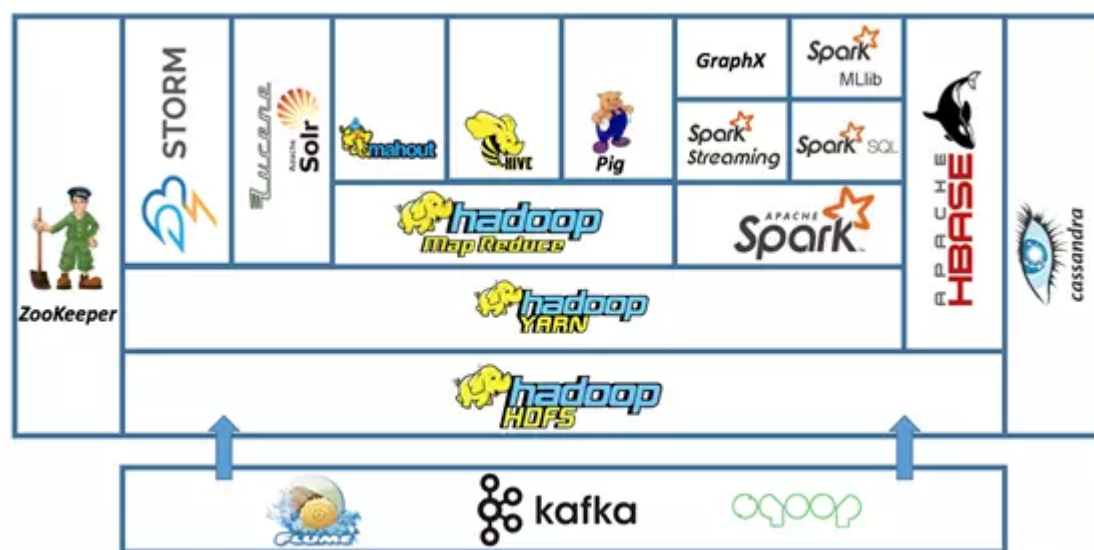 ZooKeeper
STORM
Lucene
Apache
Solr
mahout
HIVE
Pig
GraphX
Spark
MLlib
Spark
Streaming
Spark SQL
hadoop
Map Reduce
APACHE
Spark™
APACHE
HBASE
cassandra
hadoop
YARN
hadoop
HDFS
FLUME
kafka
sqoop